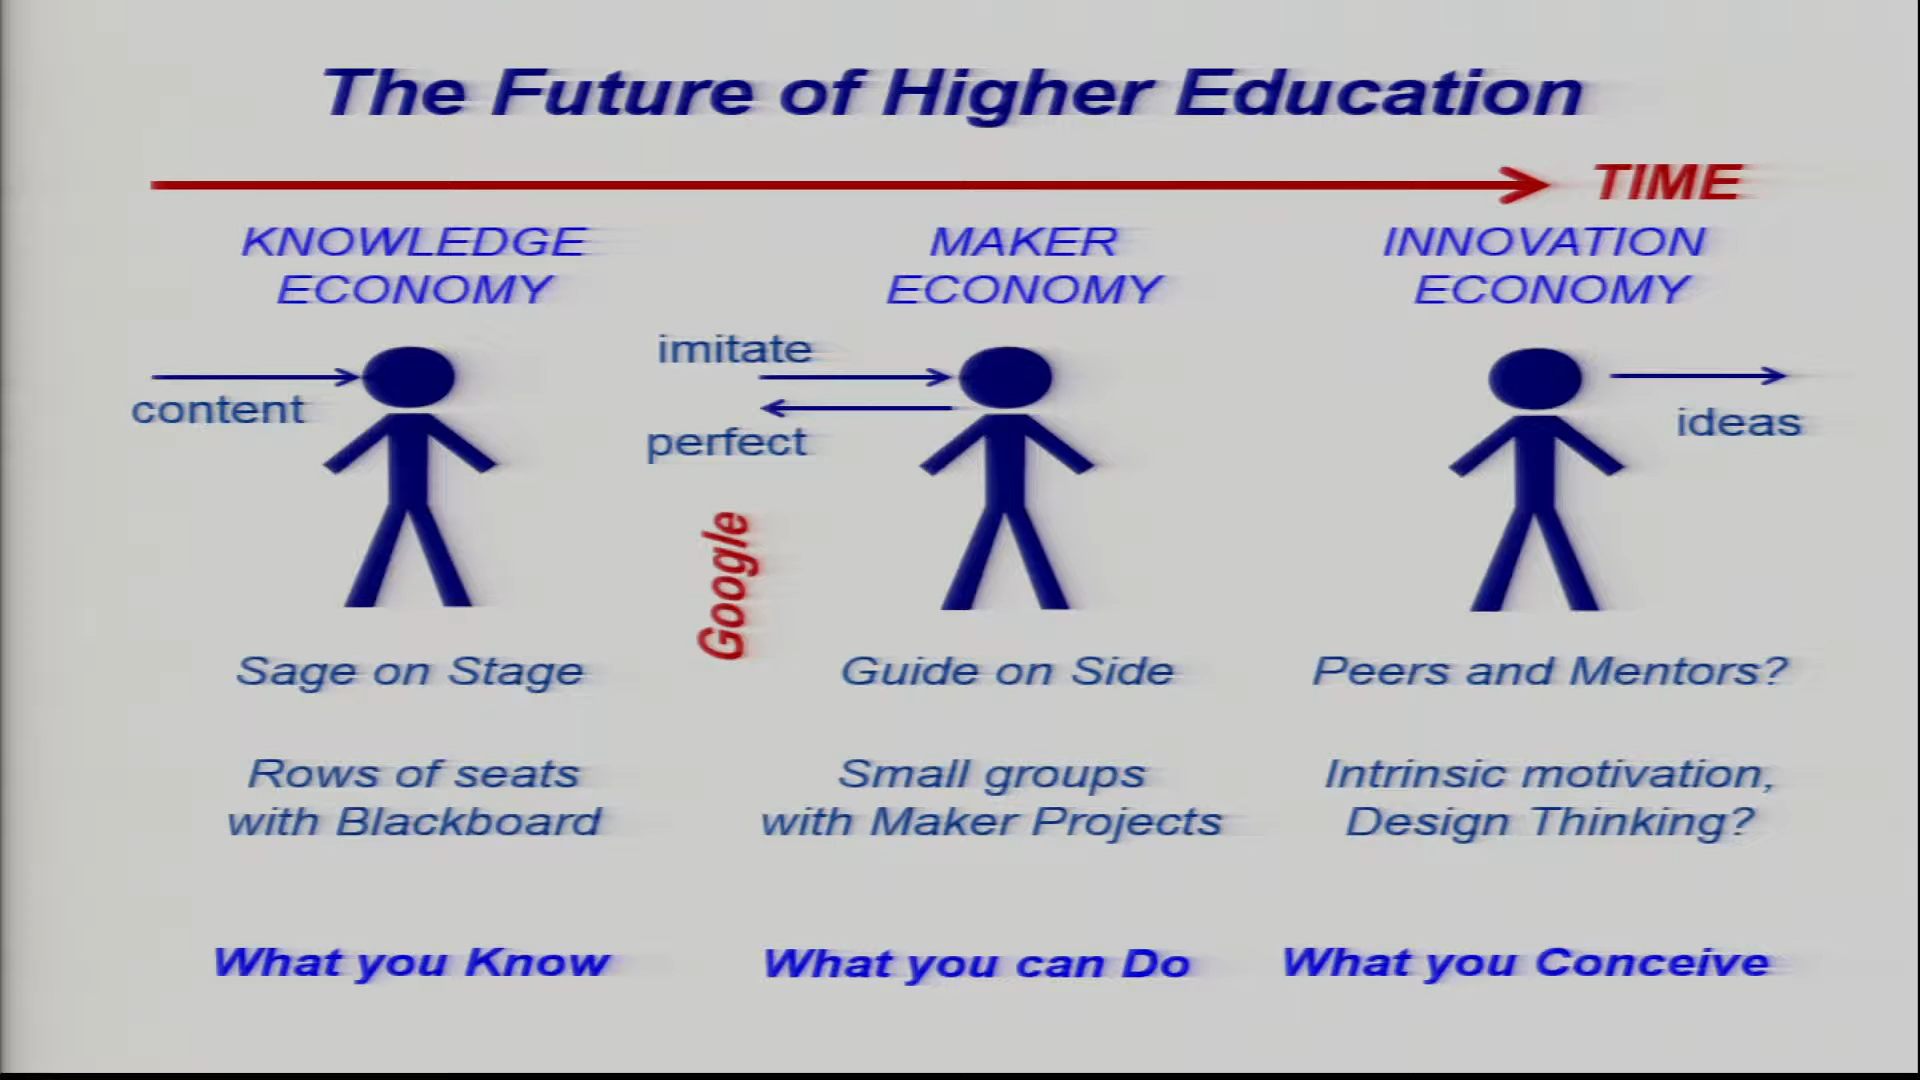 The Future of Higher Education
TIME
KNOWLEDGE
ECONOMY
MAKER
ECONOMY
INNOVATION
ECONOMY
content
imitate
perfect
ideas
Google
Sage on Stage
Guide on Side
Peers and Mentors?
Rows of seats
with Blackboard
Small groups
with Maker Projects
Intrinsic motivation,
Design Thinking?
What you Know
What you can Do
What you Conceive